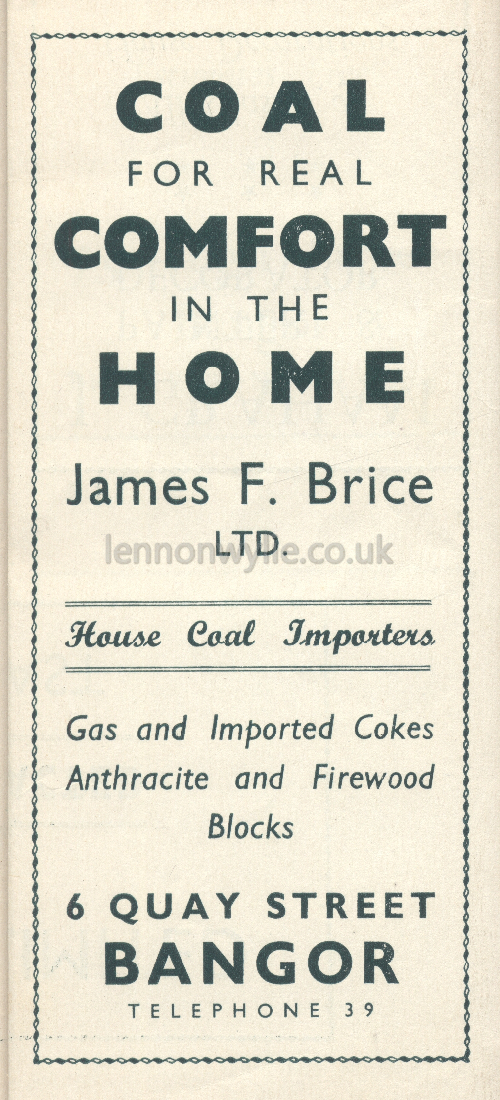 COAL
FOR REAL
COMFORT
IN THE
HOME
James F. Brice
LTD.
lennonwylie.co.uk
House Coal Importers
Gas and Imported Cokes
Anthracite and Firewood
Blocks
6 QUAY STREET
BANGOR
TELEPHONE 39